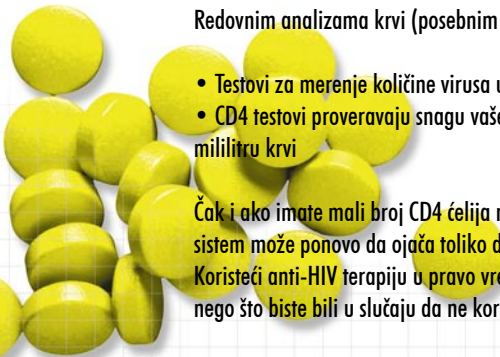 Redovnim analizama krvi (posebnim
• Testovi za merenje količine virusa u
• CD4 testovi proveravaju snagu vaše
mililitru krvi
Čak i ako imate mali broj CD4 ćelija
sistem može ponovo da ojača toliko d
Koristeći anti-HIV terapiju u pravo vre
nego što biste bili u slučaju da ne kor